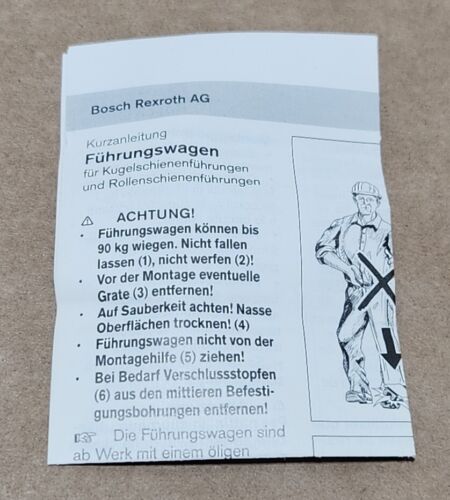 Bosch Rexroth AG
Kurzanleitung
Führungswagen
für Kugelschienenführungen
und Rollenschienenführungen
⚠ ACHTUNG!
• Führungswagen können bis
90 kg wiegen. Nicht fallen
lassen (1), nicht werfen (2)!
• Vor der Montage eventuelle
Grate (3) entfernen!
• Auf Sauberkeit achten! Nasse
Oberflächen trocknen! (4)
• Führungswagen nicht von der
Montagehilfe (5) ziehen!
• Bei Bedarf Verschlussstopfen
(6) aus den mittieren Befesti-
gungsbohrungen entfernen!
☞ Die Führungswagen sind
ab Werk mit einem öligen